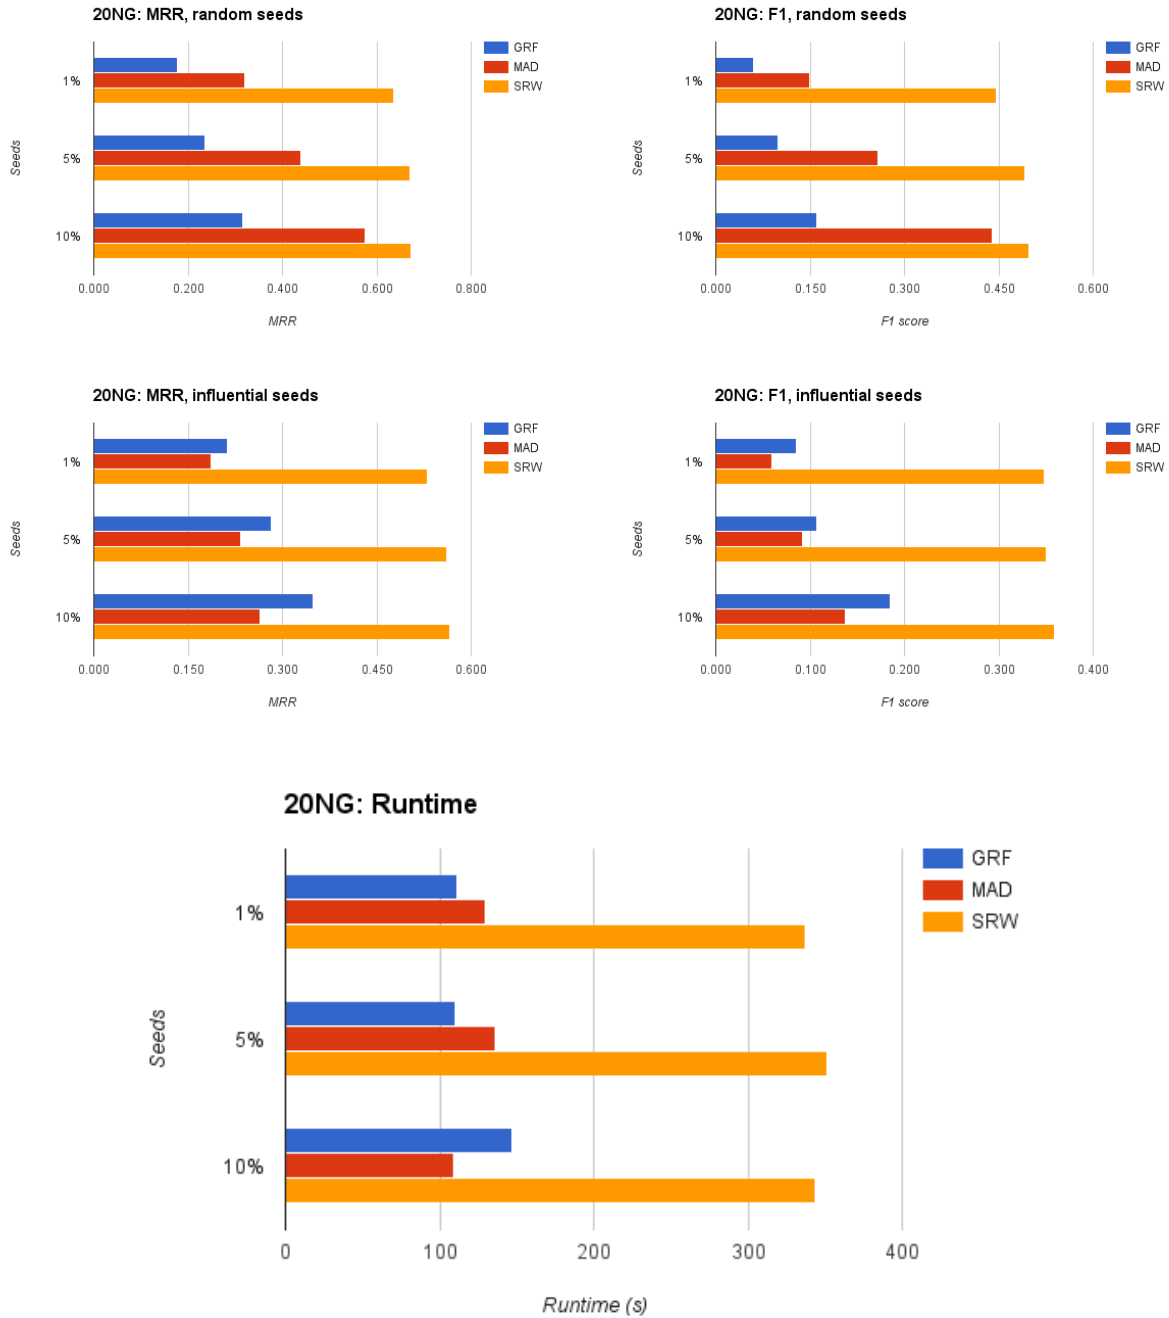 20NG: MRR, random seeds
GRF
MAD
SRW
1%
5%
10%
Seeds
0.000 0.200 0.400 0.600 0.800
MRR
20NG: F1, random seeds
GRF
MAD
SRW
1%
5%
10%
Seeds
0.000 0.150 0.300 0.450 0.600
F1 score
20NG: MRR, influential seeds
GRF
MAD
SRW
1%
5%
10%
Seeds
0.000 0.150 0.300 0.450 0.600
MRR
20NG: F1, influential seeds
GRF
MAD
SRW
1%
5%
10%
Seeds
0.000 0.100 0.200 0.300 0.400
F1 score
20NG: Runtime
GRF
MAD
SRW
1%
5%
10%
Seeds
0 100 200 300 400
Runtime (s)